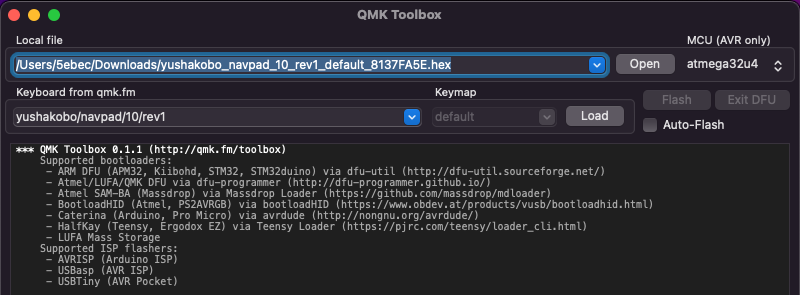 QMK Toolbox
Local file
MCU (AVR only)
/Users/5ebec/Downloads/yushakobo_navpad_10_rev1_default_8137FA5E.hex
Open
atmega32u4
Keyboard from qmk.fm
Keymap
Flash
Exit DFU
yushakobo/navpad/10/rev1
default
Load
Auto-Flash
*** QMK Toolbox 0.1.1 (http://qmk.fm/toolbox)
Supported bootloaders:
- ARM DFU (APM32, Kiibohd, STM32, STM32duino) via dfu-util (http://dfu-util.sourceforge.net/)
- Atmel/LUFA/QMK DFU via dfu-programmer (http://dfu-programmer.github.io/)
- Atmel SAM-BA (Massdrop) via Massdrop Loader (https://github.com/massdrop/mdloader)
- BootloadHID (Atmel, PS2AVRGB) via bootloadHID (https://www.obdev.at/products/vusb/bootloadhid.html)
- Caterina (Arduino, Pro Micro) via avrdude (http://nongnu.org/avrdude/)
- HalfKay (Teensy, Ergodox EZ) via Teensy Loader (https://pjrc.com/teensy/loader_cli.html)
- LUFA Mass Storage
Supported ISP flashers:
- AVRISP (Arduino ISP)
- USBasp (AVR ISP)
- USBTiny (AVR Pocket)